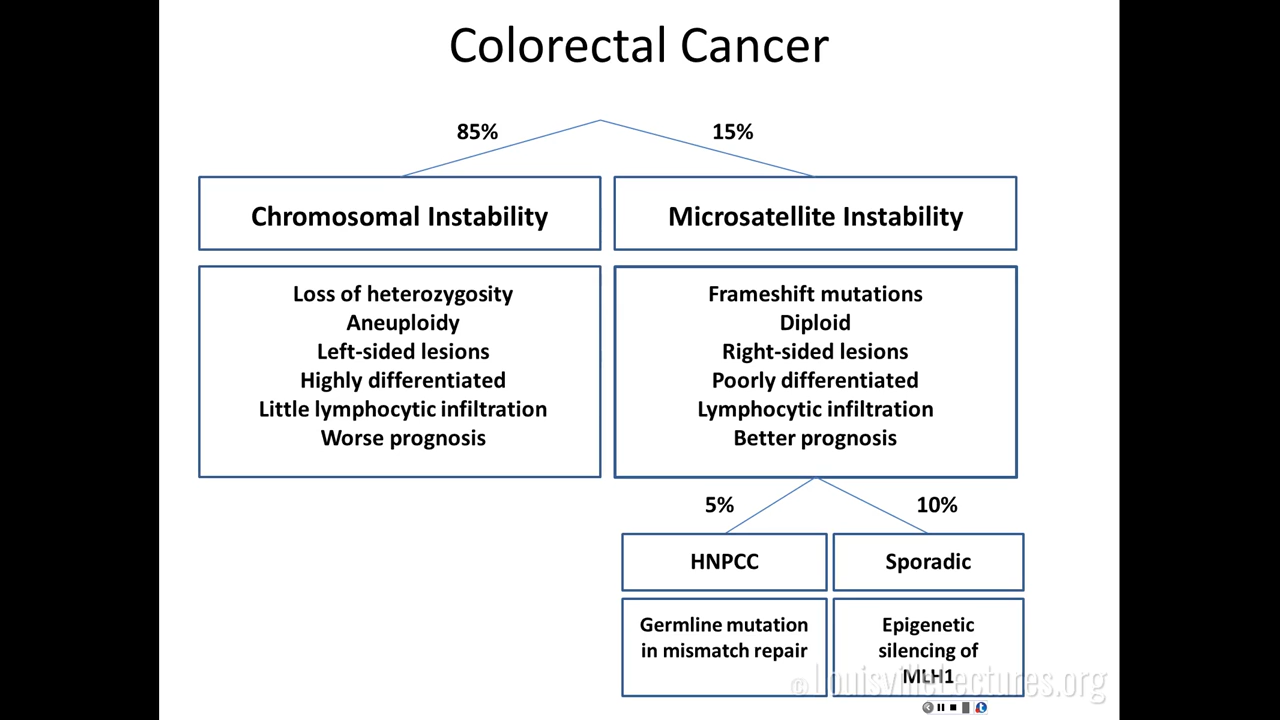 Colorectal Cancer
85%
15%
Chromosomal Instability
Microsatellite Instability
Loss of heterozygosity
Aneuploidy
Left-sided lesions
Highly differentiated
Little lymphocytic infiltration
Worse prognosis
Frameshift mutations
Diploid
Right-sided lesions
Poorly differentiated
Lymphocytic infiltration
Better prognosis
5%
10%
HNPCC
Sporadic
Germline mutation
in mismatch repair
Epigenetic
silencing of
MLH1
© LouisvilleLectures.org